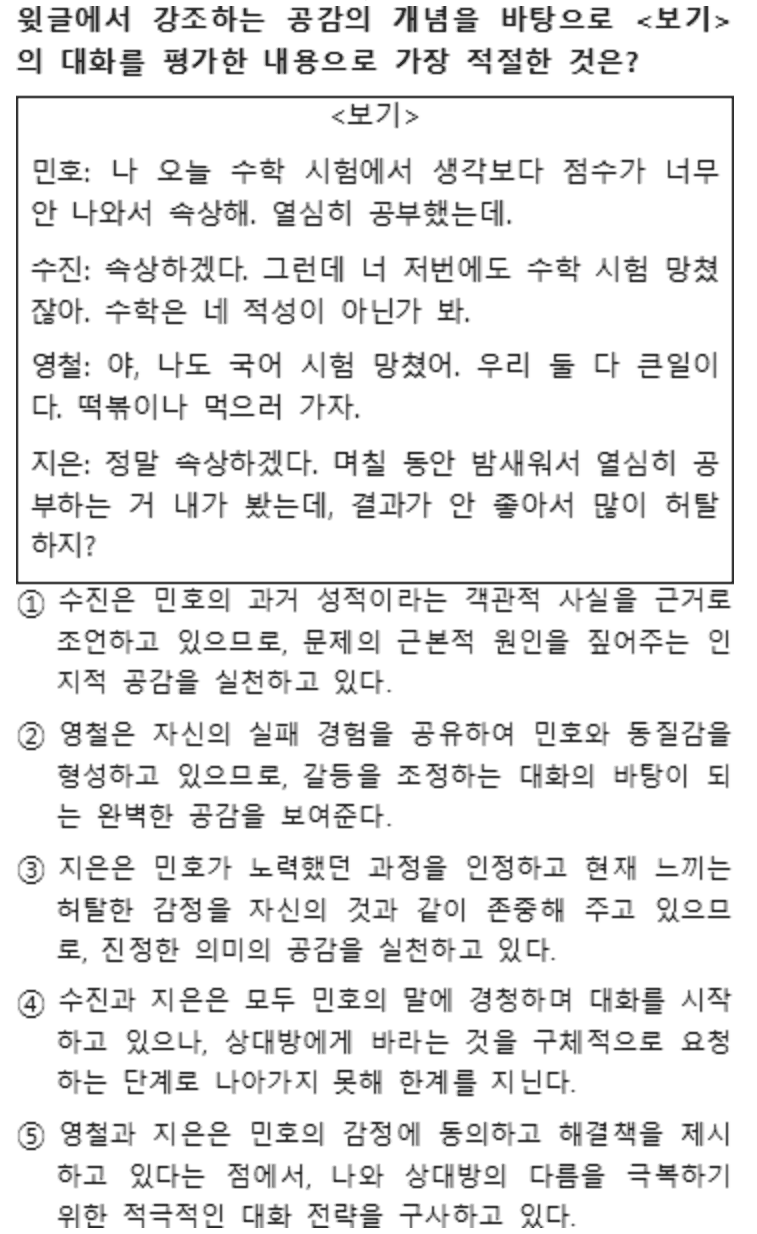 윗글에서 강조하는 공감의 개념을 바탕으로 <보기>
의 대화를 평가한 내용으로 가장 적절한 것은?
<보기>
민호: 나 오늘 수학 시험에서 생각보다 점수가 너무
안 나와서 속상해. 열심히 공부했는데.
수진: 속상하겠다. 그런데 너 저번에도 수학 시험 망쳤
잖아. 수학은 네 적성이 아닌가 봐.
영철: 야, 나도 국어 시험 망쳤어. 우리 둘 다 큰일이
다. 떡볶이나 먹으러 가자.
지은: 정말 속상하겠다. 며칠 동안 밤새워서 열심히 공
부하는 거 내가 봤는데, 결과가 안 좋아서 많이 허탈
하지?
① 수진은 민호의 과거 성적이라는 객관적 사실을 근거로
조언하고 있으므로, 문제의 근본적 원인을 짚어주는 인
지적 공감을 실천하고 있다.
② 영철은 자신의 실패 경험을 공유하여 민호와 동질감을
형성하고 있으므로, 갈등을 조정하는 대화의 바탕이 되
는 완벽한 공감을 보여준다.
③ 지은은 민호가 노력했던 과정을 인정하고 현재 느끼는
허탈한 감정을 자신의 것과 같이 존중해 주고 있으므
로, 진정한 의미의 공감을 실천하고 있다.
④ 수진과 지은은 모두 민호의 말에 경청하며 대화를 시작
하고 있으나, 상대방에게 바라는 것을 구체적으로 요청
하는 단계로 나아가지 못해 한계를 지닌다.
⑤ 영철과 지은은 민호의 감정에 동의하고 해결책을 제시
하고 있다는 점에서, 나와 상대방의 다름을 극복하기
위한 적극적인 대화 전략을 구사하고 있다.